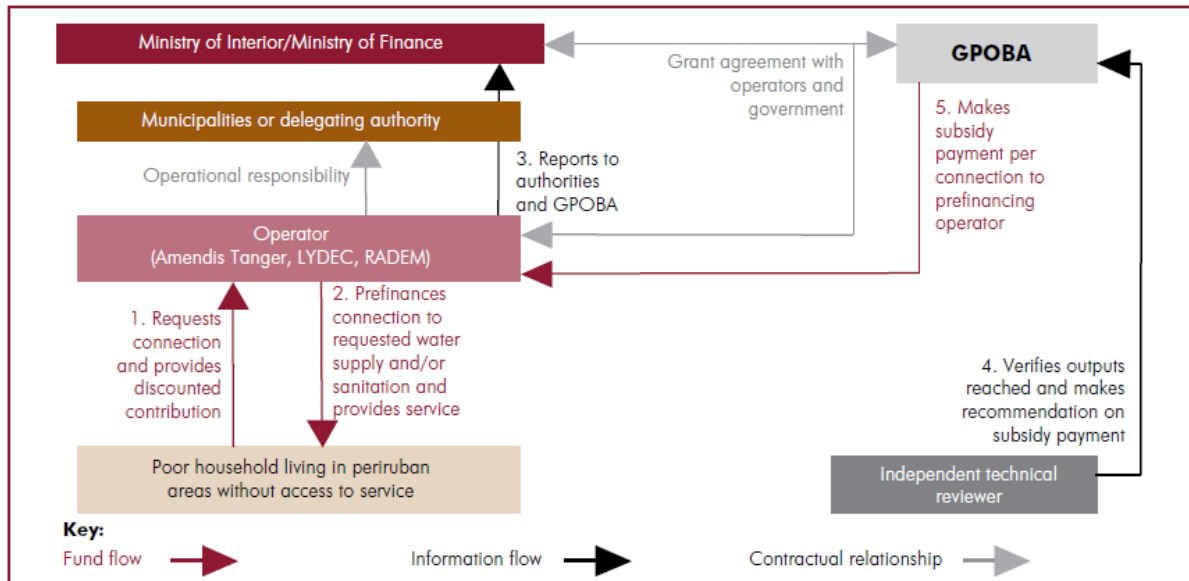 Ministry of Interior/Ministry of Finance
GPOBA
Grant agreement with
operators and
government
Municipalities or delegating authority
Operational responsibility
3. Reports to
authorities
and GPOBA
5. Makes
subsidy
payment per
connection to
prefinancing
operator
Operator
(Amendis Tanger, LYDEC, RADEM)
1. Requests
connection
and provides
discounted
contribution
2. Prefinances
connection to
requested water
supply and/or
sanitation and
provides service
4. Verifies outputs
reached and makes
recommendation on
subsidy payment
Poor household living in periruban
areas without access to service
Independent technical
reviewer
Key:
Fund flow
Information flow
Contractual relationship